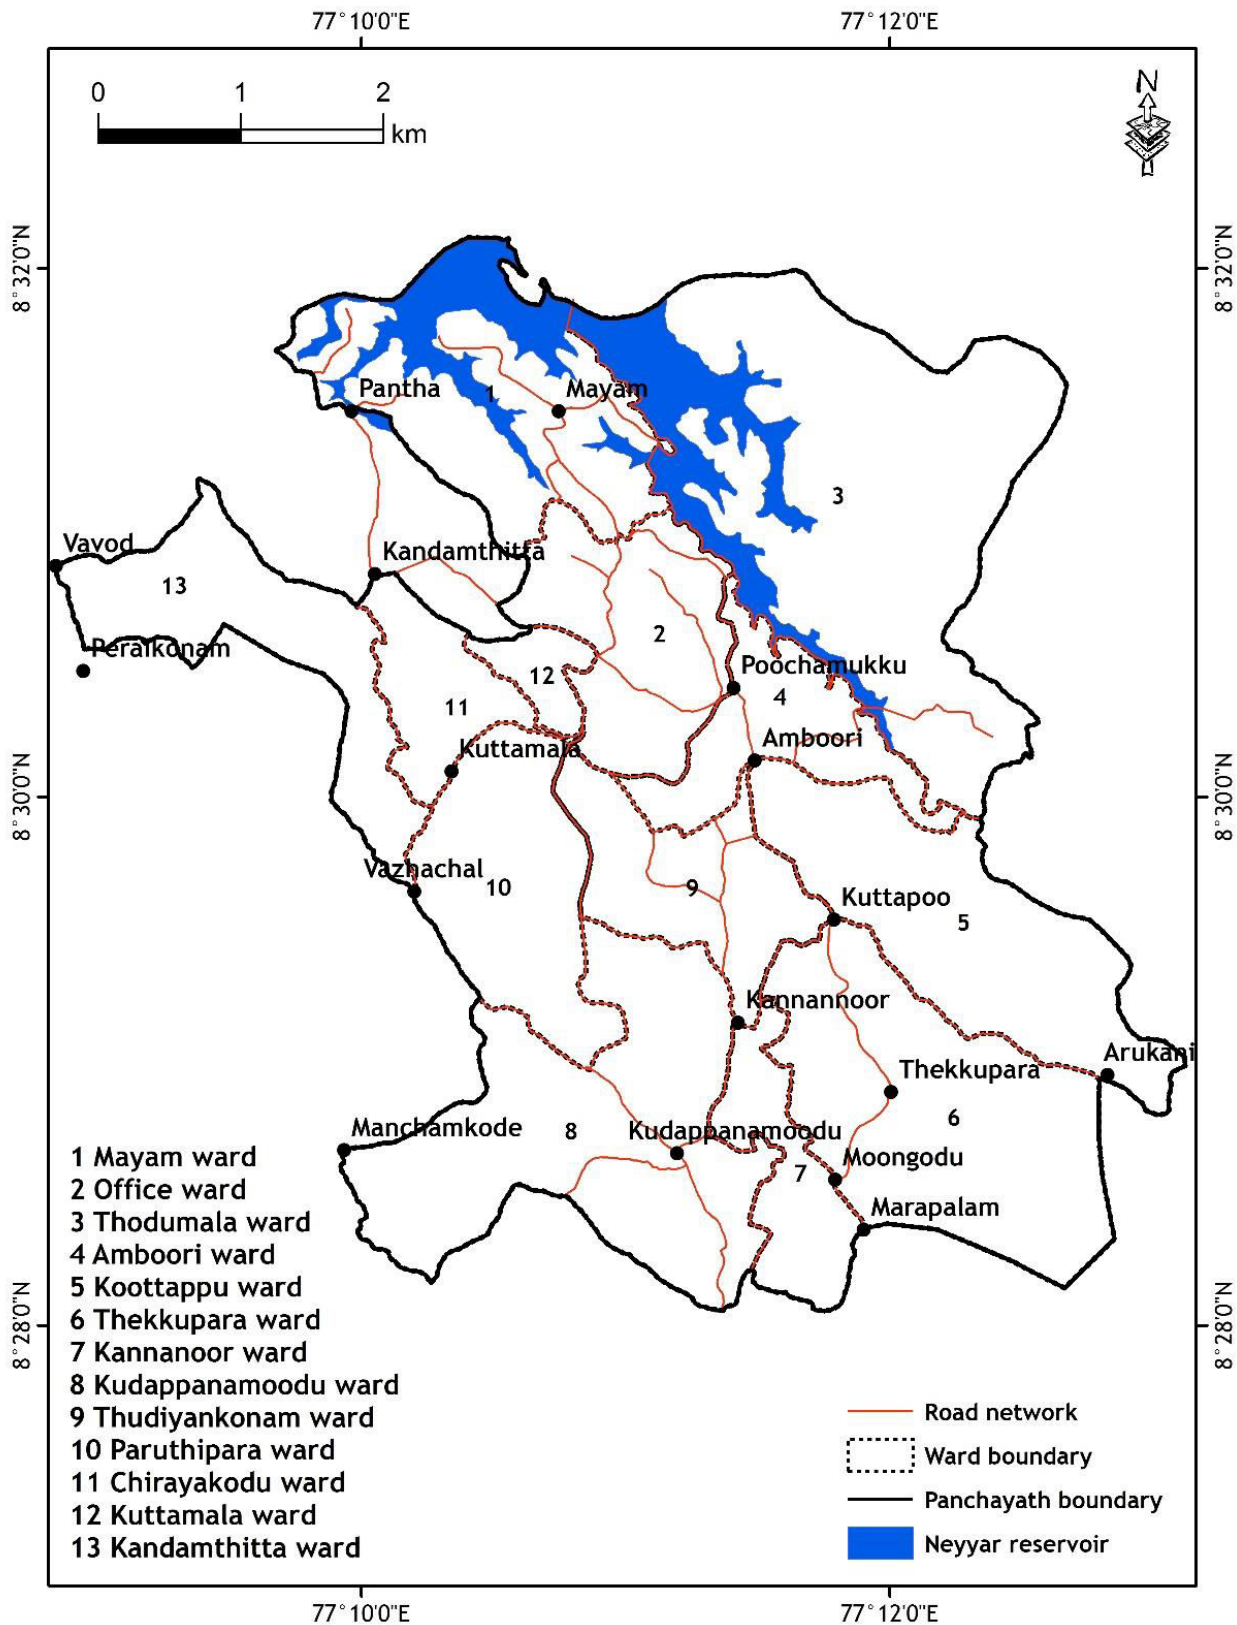 77°10'0"E
77°12'0"E
0 1 2
km
N
8°32'0"N
8°32'0"N
Pantha
1
Mayam
3
Vavod
Kandamthitta
13
Peraikonam
2
12
Poochamukku
4
11
Kuttamala
Amboori
8°30'0"N
8°30'0"N
Vazhachal
10
9
Kuttapoo
5
Kannannoor
Arukani
Thekkupara
6
Manchamkode
8
Kudappanamoodu
7
Moongodu
Marapalam
1 Mayam ward
2 Office ward
3 Thodumala ward
4 Amboori ward
5 Koottappu ward
6 Thekkupara ward
7 Kannanoor ward
8 Kudappanamoodu ward
9 Thudiyankonam ward
10 Paruthipara ward
11 Chirayakodu ward
12 Kuttamala ward
13 Kandamthitta ward
8°28'0"N
8°28'0"N
Road network
Ward boundary
Panchayath boundary
Neyyar reservoir
77°10'0"E
77°12'0"E